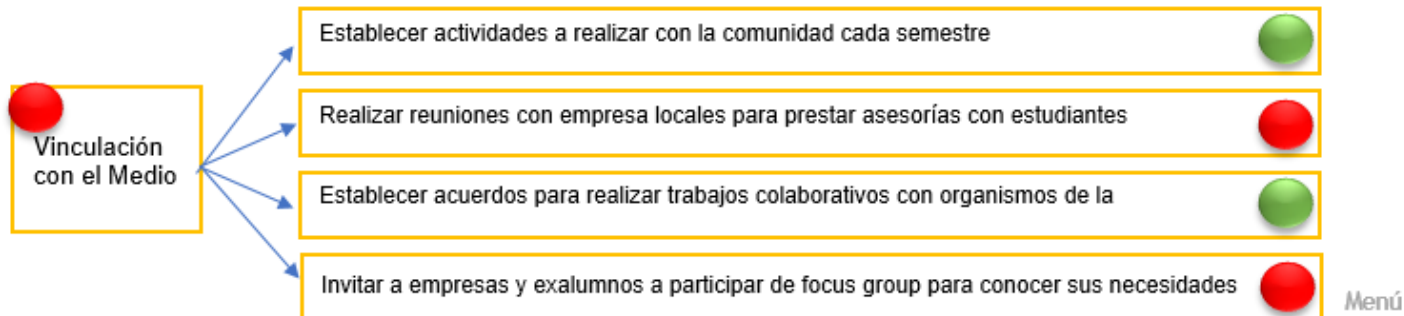 Establecer actividades a realizar con la comunidad cada semestre
Realizar reuniones con empresa locales para prestar asesorías con estudiantes
Vinculación
con el Medio
Establecer acuerdos para realizar trabajos colaborativos con organismos de la
Invitar a empresas y exalumnos a participar de focus group para conocer sus necesidades
Menú